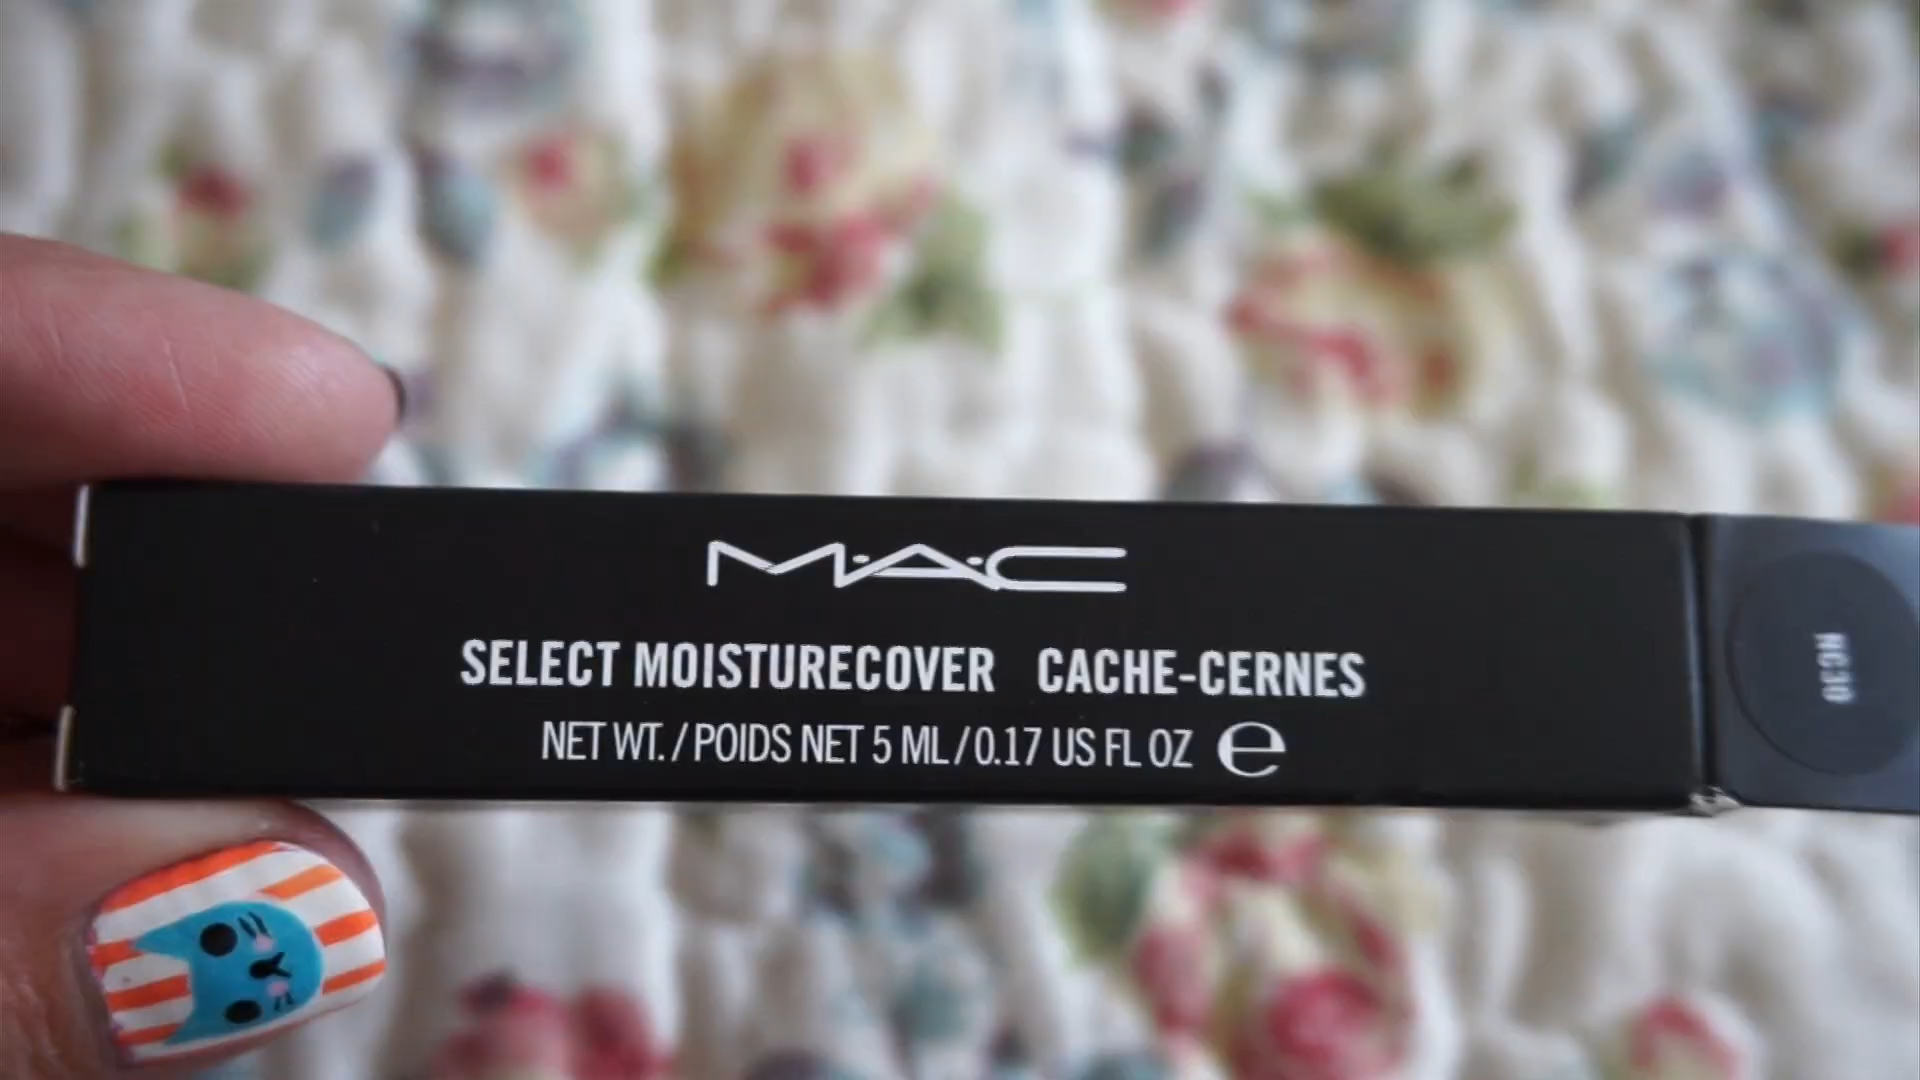 M·A·C
SELECT MOISTURECOVER CACHE-CERNES
NET WT./POIDS NET 5 ML/0.17 US FL OZ e
NC30